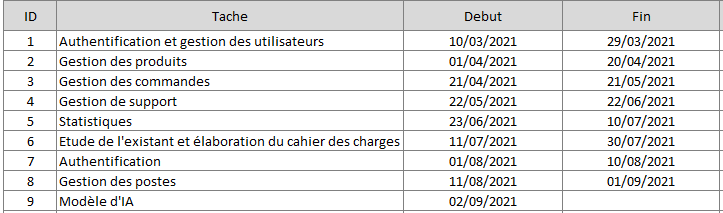 ID Tache Debut Fin
1 Authentification et gestion des utilisateurs 10/03/2021 29/03/2021
2 Gestion des produits 01/04/2021 20/04/2021
3 Gestion des commandes 21/04/2021 21/05/2021
4 Gestion de support 22/05/2021 22/06/2021
5 Statistiques 23/06/2021 10/07/2021
6 Etude de l'existant et élaboration du cahier des charges 11/07/2021 30/07/2021
7 Authentification 01/08/2021 10/08/2021
8 Gestion des postes 11/08/2021 01/09/2021
9 Modèle d'IA 02/09/2021